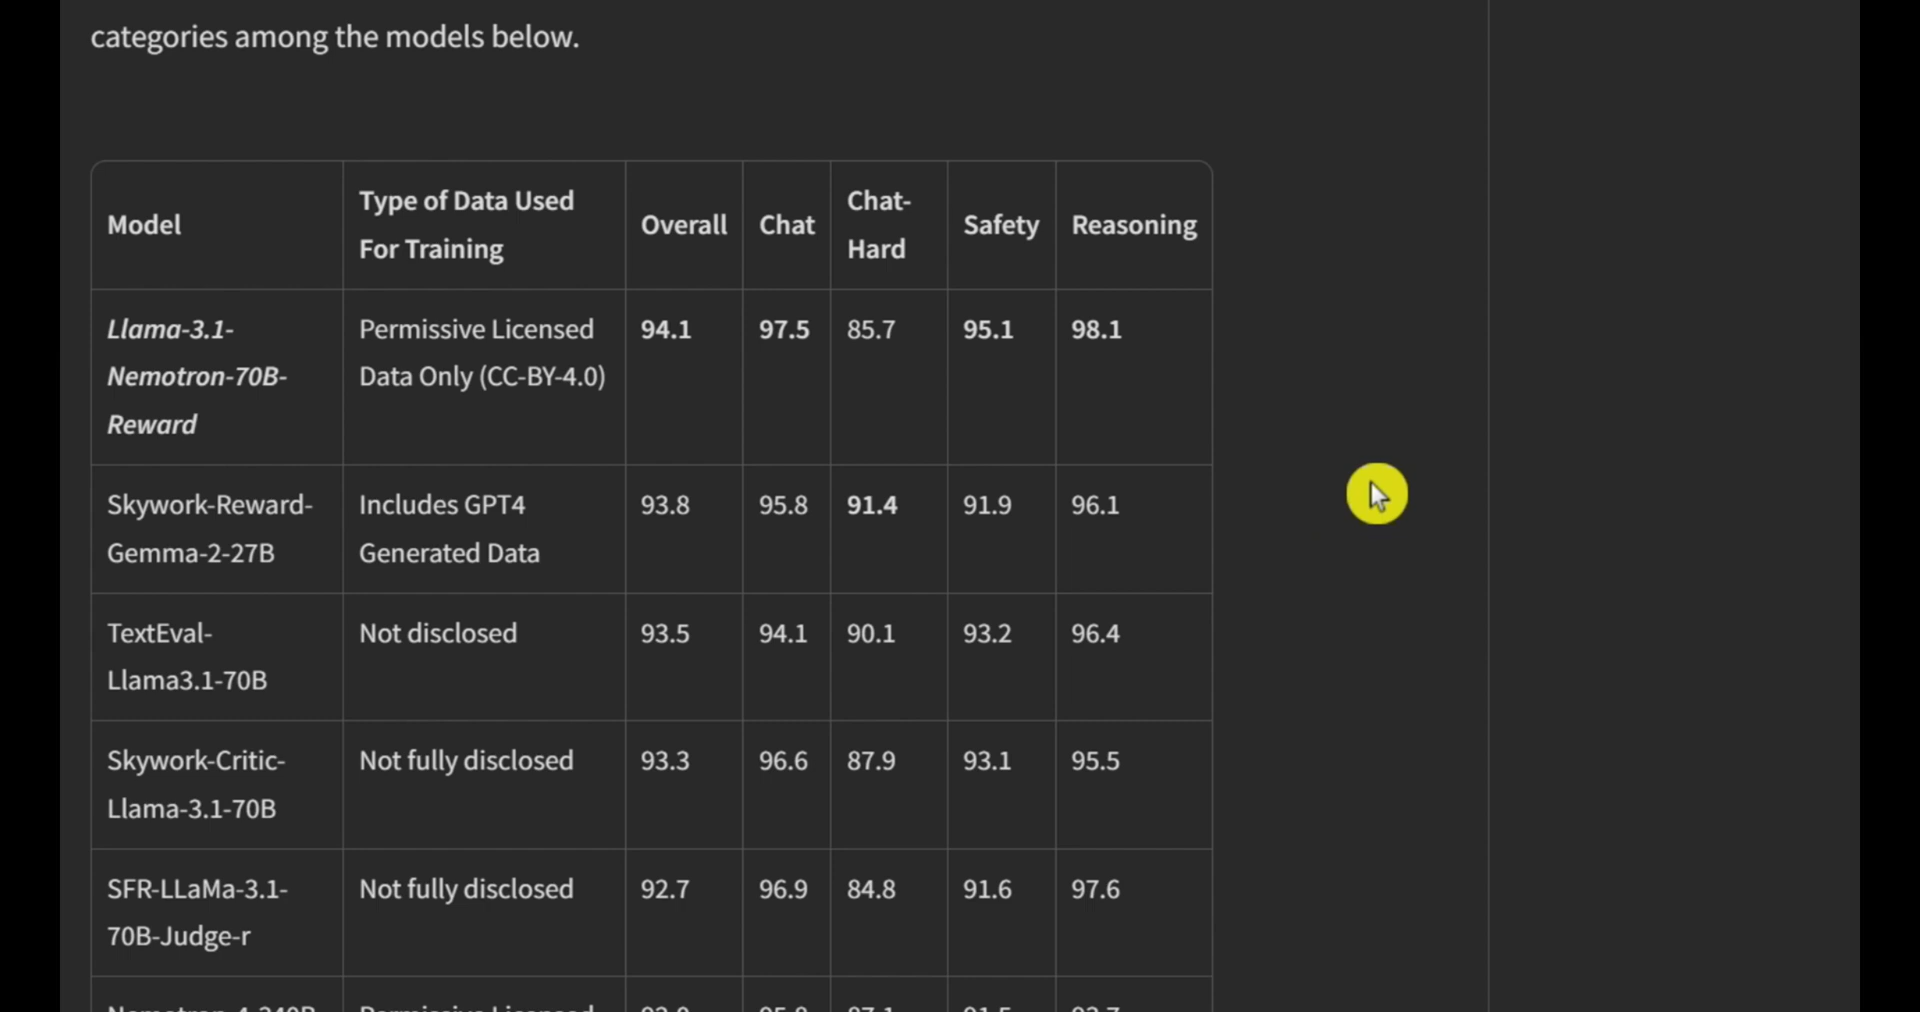 categories among the models below.
Model
Type of Data Used
For Training
Overall
Chat
Chat-
Hard
Safety
Reasoning
Llama-3.1-
Nemotron-70B-
Reward
Permissive Licensed
Data Only (CC-BY-4.0)
94.1
97.5
85.7
95.1
98.1
Skywork-Reward-
Gemma-2-27B
Includes GPT4
Generated Data
93.8
95.8
91.4
91.9
96.1
TextEval-
Llama3.1-70B
Not disclosed
93.5
94.1
90.1
93.2
96.4
Skywork-Critic-
Llama-3.1-70B
Not fully disclosed
93.3
96.6
87.9
93.1
95.5
SFR-LLaMa-3.1-
70B-Judge-r
Not fully disclosed
92.7
96.9
84.8
91.6
97.6
Permissive Licensed